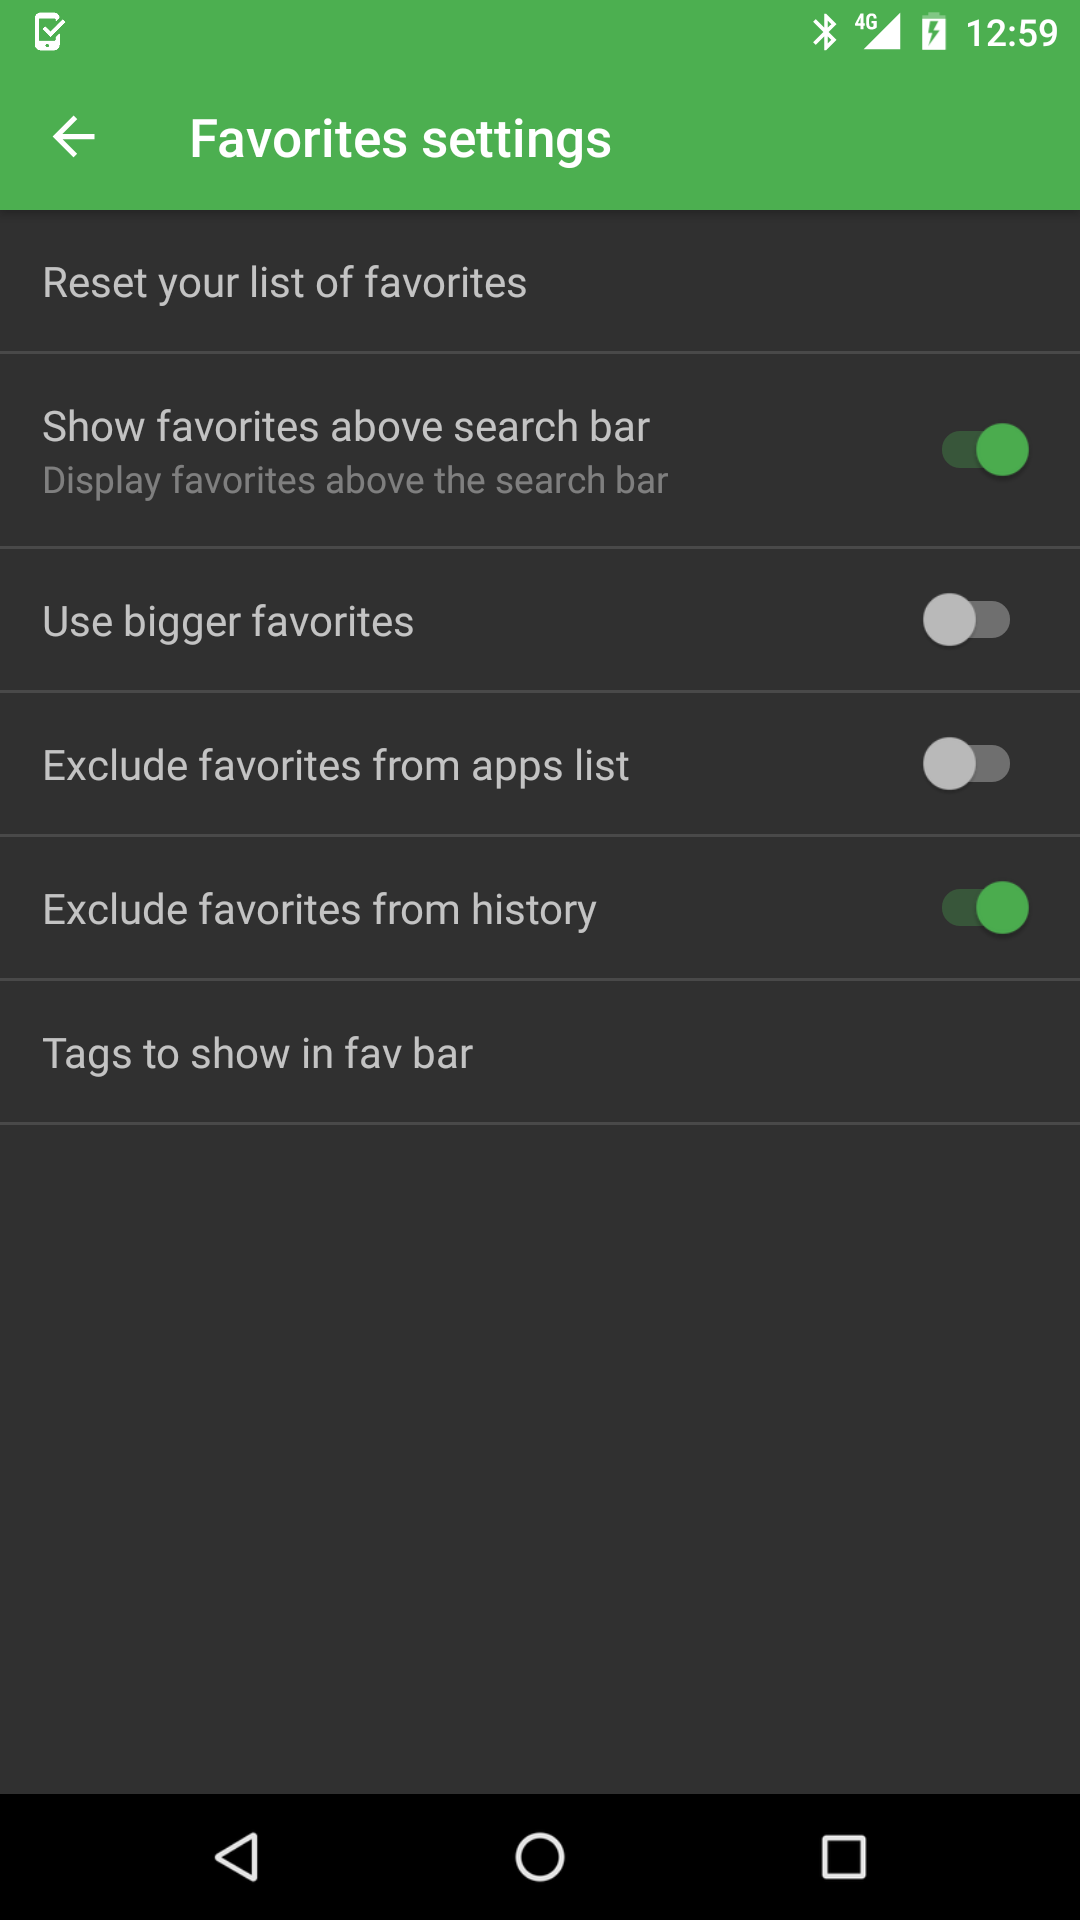 4G 12:59
Favorites settings
Reset your list of favorites
Show favorites above search bar
Display favorites above the search bar
Use bigger favorites
Exclude favorites from apps list
Exclude favorites from history
Tags to show in fav bar